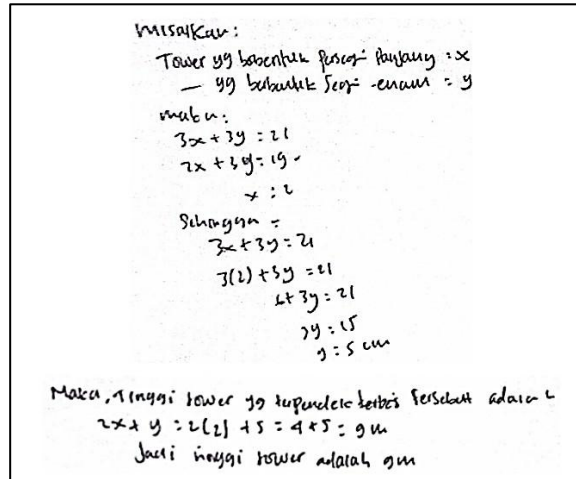 Misalkan:
Tower yg berbentuk persegi panjang = x
— yg berbentuk segi-enam = y
maka:
3x + 3y = 21
2x + 3y = 19 -
x = 2
Sehingga =
3x + 3y = 21
3(2) + 3y = 21
6 + 3y = 21
3y = 15
y = 5 cm
Maka, tinggi tower yg terpendek tersebut adalah
2x + y = 2(2) + 5 = 4 + 5 = 9 m
Jadi tinggi tower adalah 9m